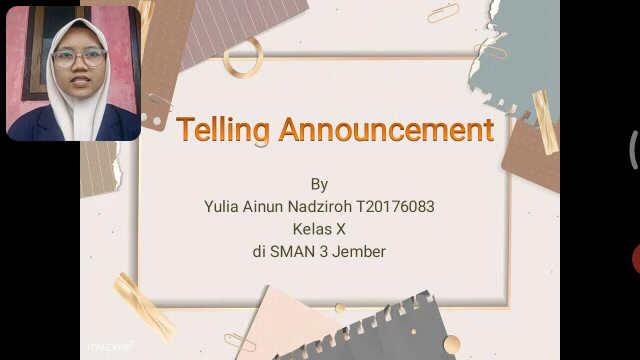 Telling Announcement
By
Yulia Ainun Nadziroh T20176083
Kelas X
di SMAN 3 Jember
rawpixel